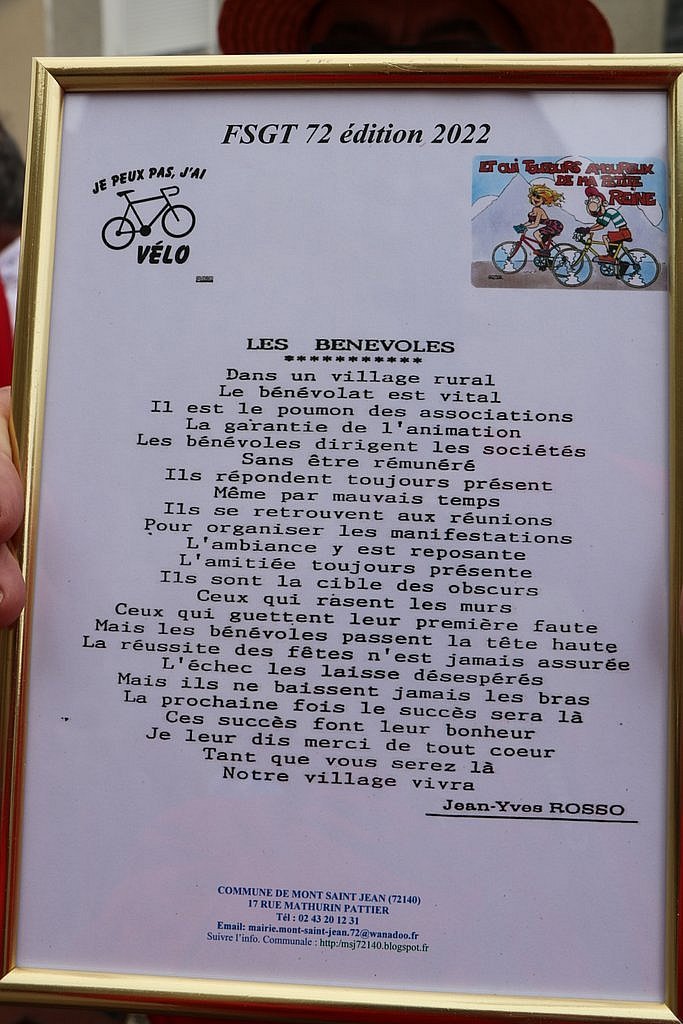 FSGT 72 édition 2022
JE PEUX PAS, J'AI
VÉLO
ET OUI TOUJOURS AMOUREUX
DE MA PETITE
REINE
LES BENEVOLES
***********
Dans un village rural
Le bénévolat est vital
Il est le poumon des associations
La garantie de l'animation
Les bénévoles dirigent les sociétés
Sans être rémunéré
Ils répondent toujours présent
Même par mauvais temps
Ils se retrouvent aux réunions
Pour organiser les manifestations
L'ambiance y est reposante
L'amitiée toujours présente
Ils sont la cible des obscurs
Ceux qui rasent les murs
Ceux qui guettent leur première faute
Mais les bénévoles passent la tête haute
La réussite des fêtes n'est jamais assurée
L'échec les laisse désespérés
Mais ils ne baissent jamais les bras
La prochaine fois le succès sera là
Ces succès font leur bonheur
Je leur dis merci de tout coeur
Tant que vous serez là
Notre village vivra
Jean-Yves ROSSO
COMMUNE DE MONT SAINT JEAN (72140)
17 RUE MATHURIN PATTIER
Tél : 02 43 20 12 31
Email: mairie.mont-saint-jean.72@wanadoo.fr
Suivre l'info. Communale : http:/msj72140.blogspot.fr